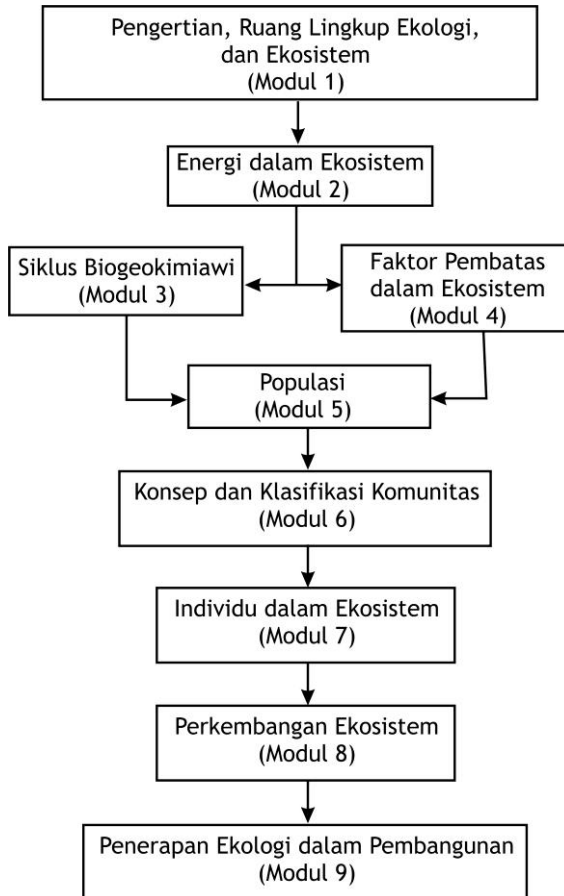 Pengertian, Ruang Lingkup Ekologi,
dan Ekosistem
(Modul 1)
Energi dalam Ekosistem
(Modul 2)
Siklus Biogeokimiawi
(Modul 3)
Faktor Pembatas
dalam Ekosistem
(Modul 4)
Populasi
(Modul 5)
Konsep dan Klasifikasi Komunitas
(Modul 6)
Individu dalam Ekosistem
(Modul 7)
Perkembangan Ekosistem
(Modul 8)
Penerapan Ekologi dalam Pembangunan
(Modul 9)